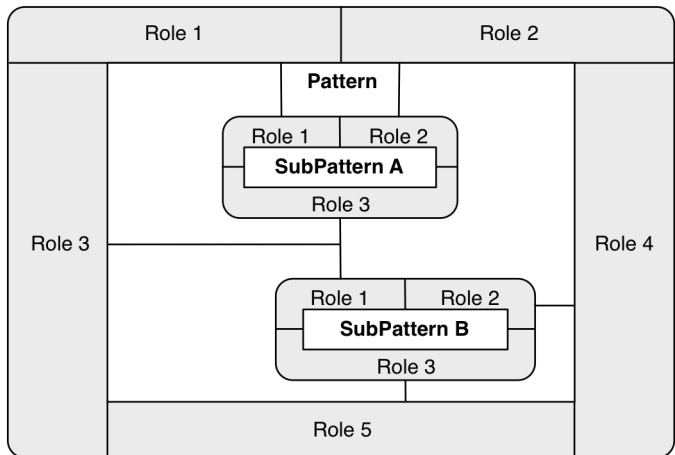 Role 1
Role 2
Pattern
Role 1
Role 2
SubPattern A
Role 3
Role 3
Role 4
Role 1
Role 2
SubPattern B
Role 3
Role 5